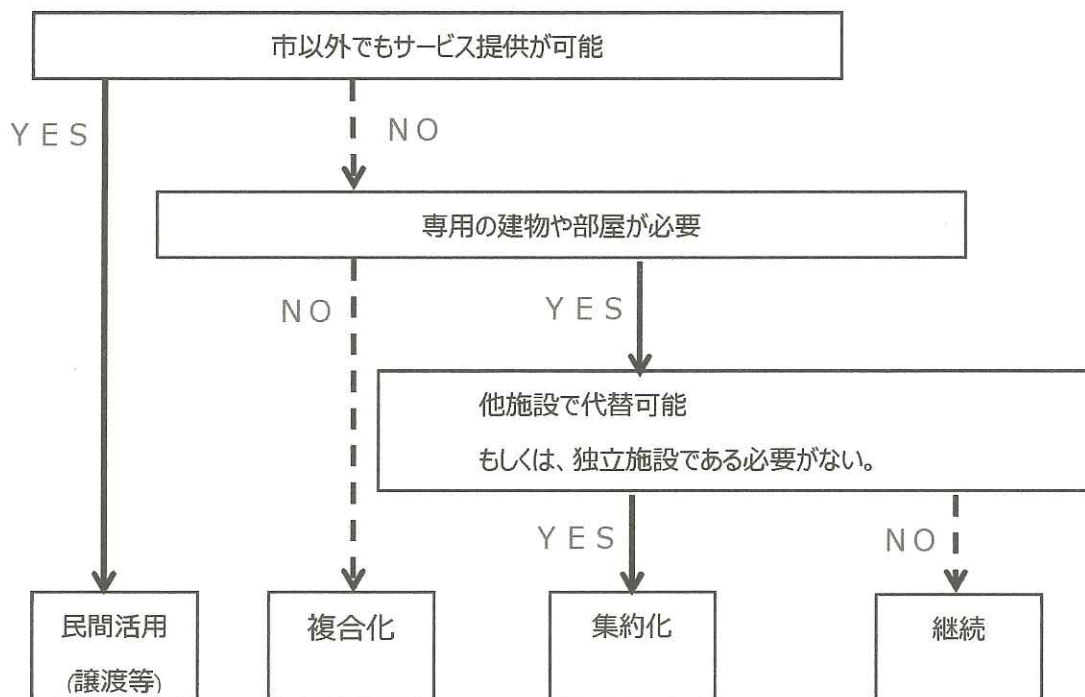 市以外でもサービス提供が可能
ＹＥＳ
ＮＯ
専用の建物や部屋が必要
ＮＯ
ＹＥＳ
他施設で代替可能
もしくは、独立施設である必要がない。
ＹＥＳ
ＮＯ
民間活用
(譲渡等)
複合化
集約化
継続